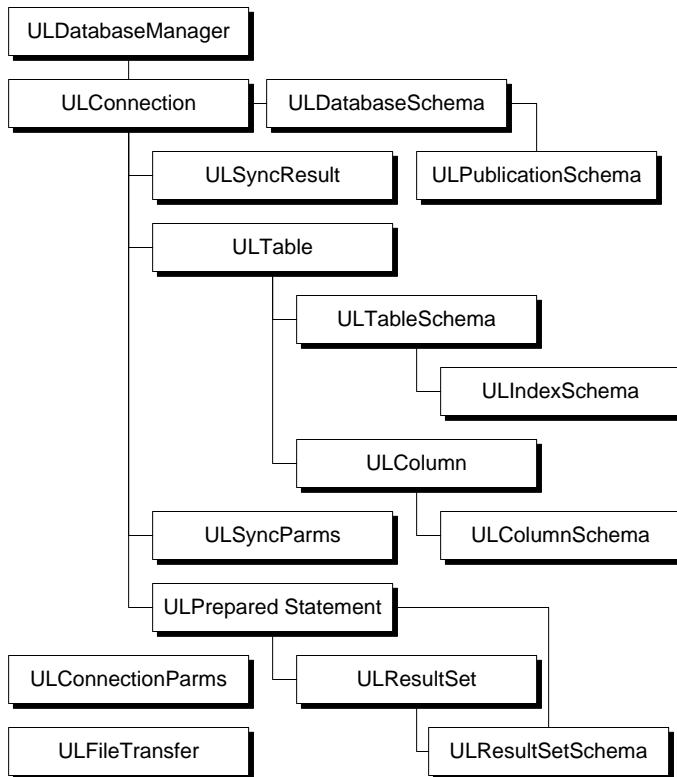 ULDatabaseManager
ULConnection
ULDatabaseSchema
ULSyncResult
ULPublicationSchema
ULTable
ULTableSchema
ULIndexSchema
ULColumn
ULSyncParms
ULColumnSchema
ULPrepared Statement
ULConnectionParms
ULResultSet
ULFileTransfer
ULResultSetSchema